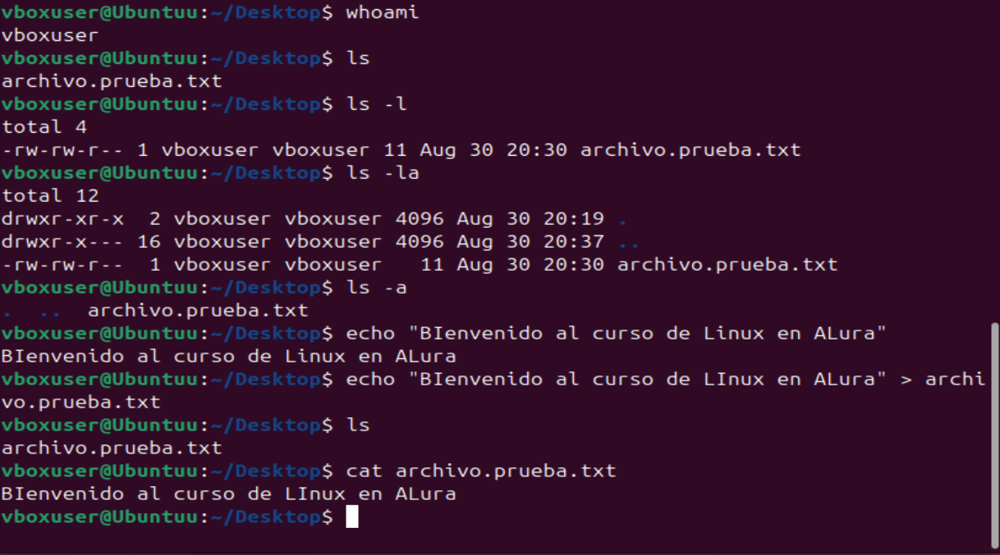 vboxuser@Ubuntuu:~/Desktop$ whoami
vboxuser
vboxuser@Ubuntuu:~/Desktop$ ls
archivo.prueba.txt
vboxuser@Ubuntuu:~/Desktop$ ls -l
total 4
-rw-rw-r-- 1 vboxuser vboxuser 11 Aug 30 20:30 archivo.prueba.txt
vboxuser@Ubuntuu:~/Desktop$ ls -la
total 12
drwxr-xr-x  2 vboxuser vboxuser 4096 Aug 30 20:19 .
drwxr-x--- 16 vboxuser vboxuser 4096 Aug 30 20:37 ..
-rw-rw-r--  1 vboxuser vboxuser   11 Aug 30 20:30 archivo.prueba.txt
vboxuser@Ubuntuu:~/Desktop$ ls -a
.  ..  archivo.prueba.txt
vboxuser@Ubuntuu:~/Desktop$ echo "BIenvenido al curso de Linux en ALura"
BIenvenido al curso de Linux en ALura
vboxuser@Ubuntuu:~/Desktop$ echo "BIenvenido al curso de LInux en ALura" > archi
vo.prueba.txt
vboxuser@Ubuntuu:~/Desktop$ ls
archivo.prueba.txt
vboxuser@Ubuntuu:~/Desktop$ cat archivo.prueba.txt
BIenvenido al curso de LInux en ALura
vboxuser@Ubuntuu:~/Desktop$